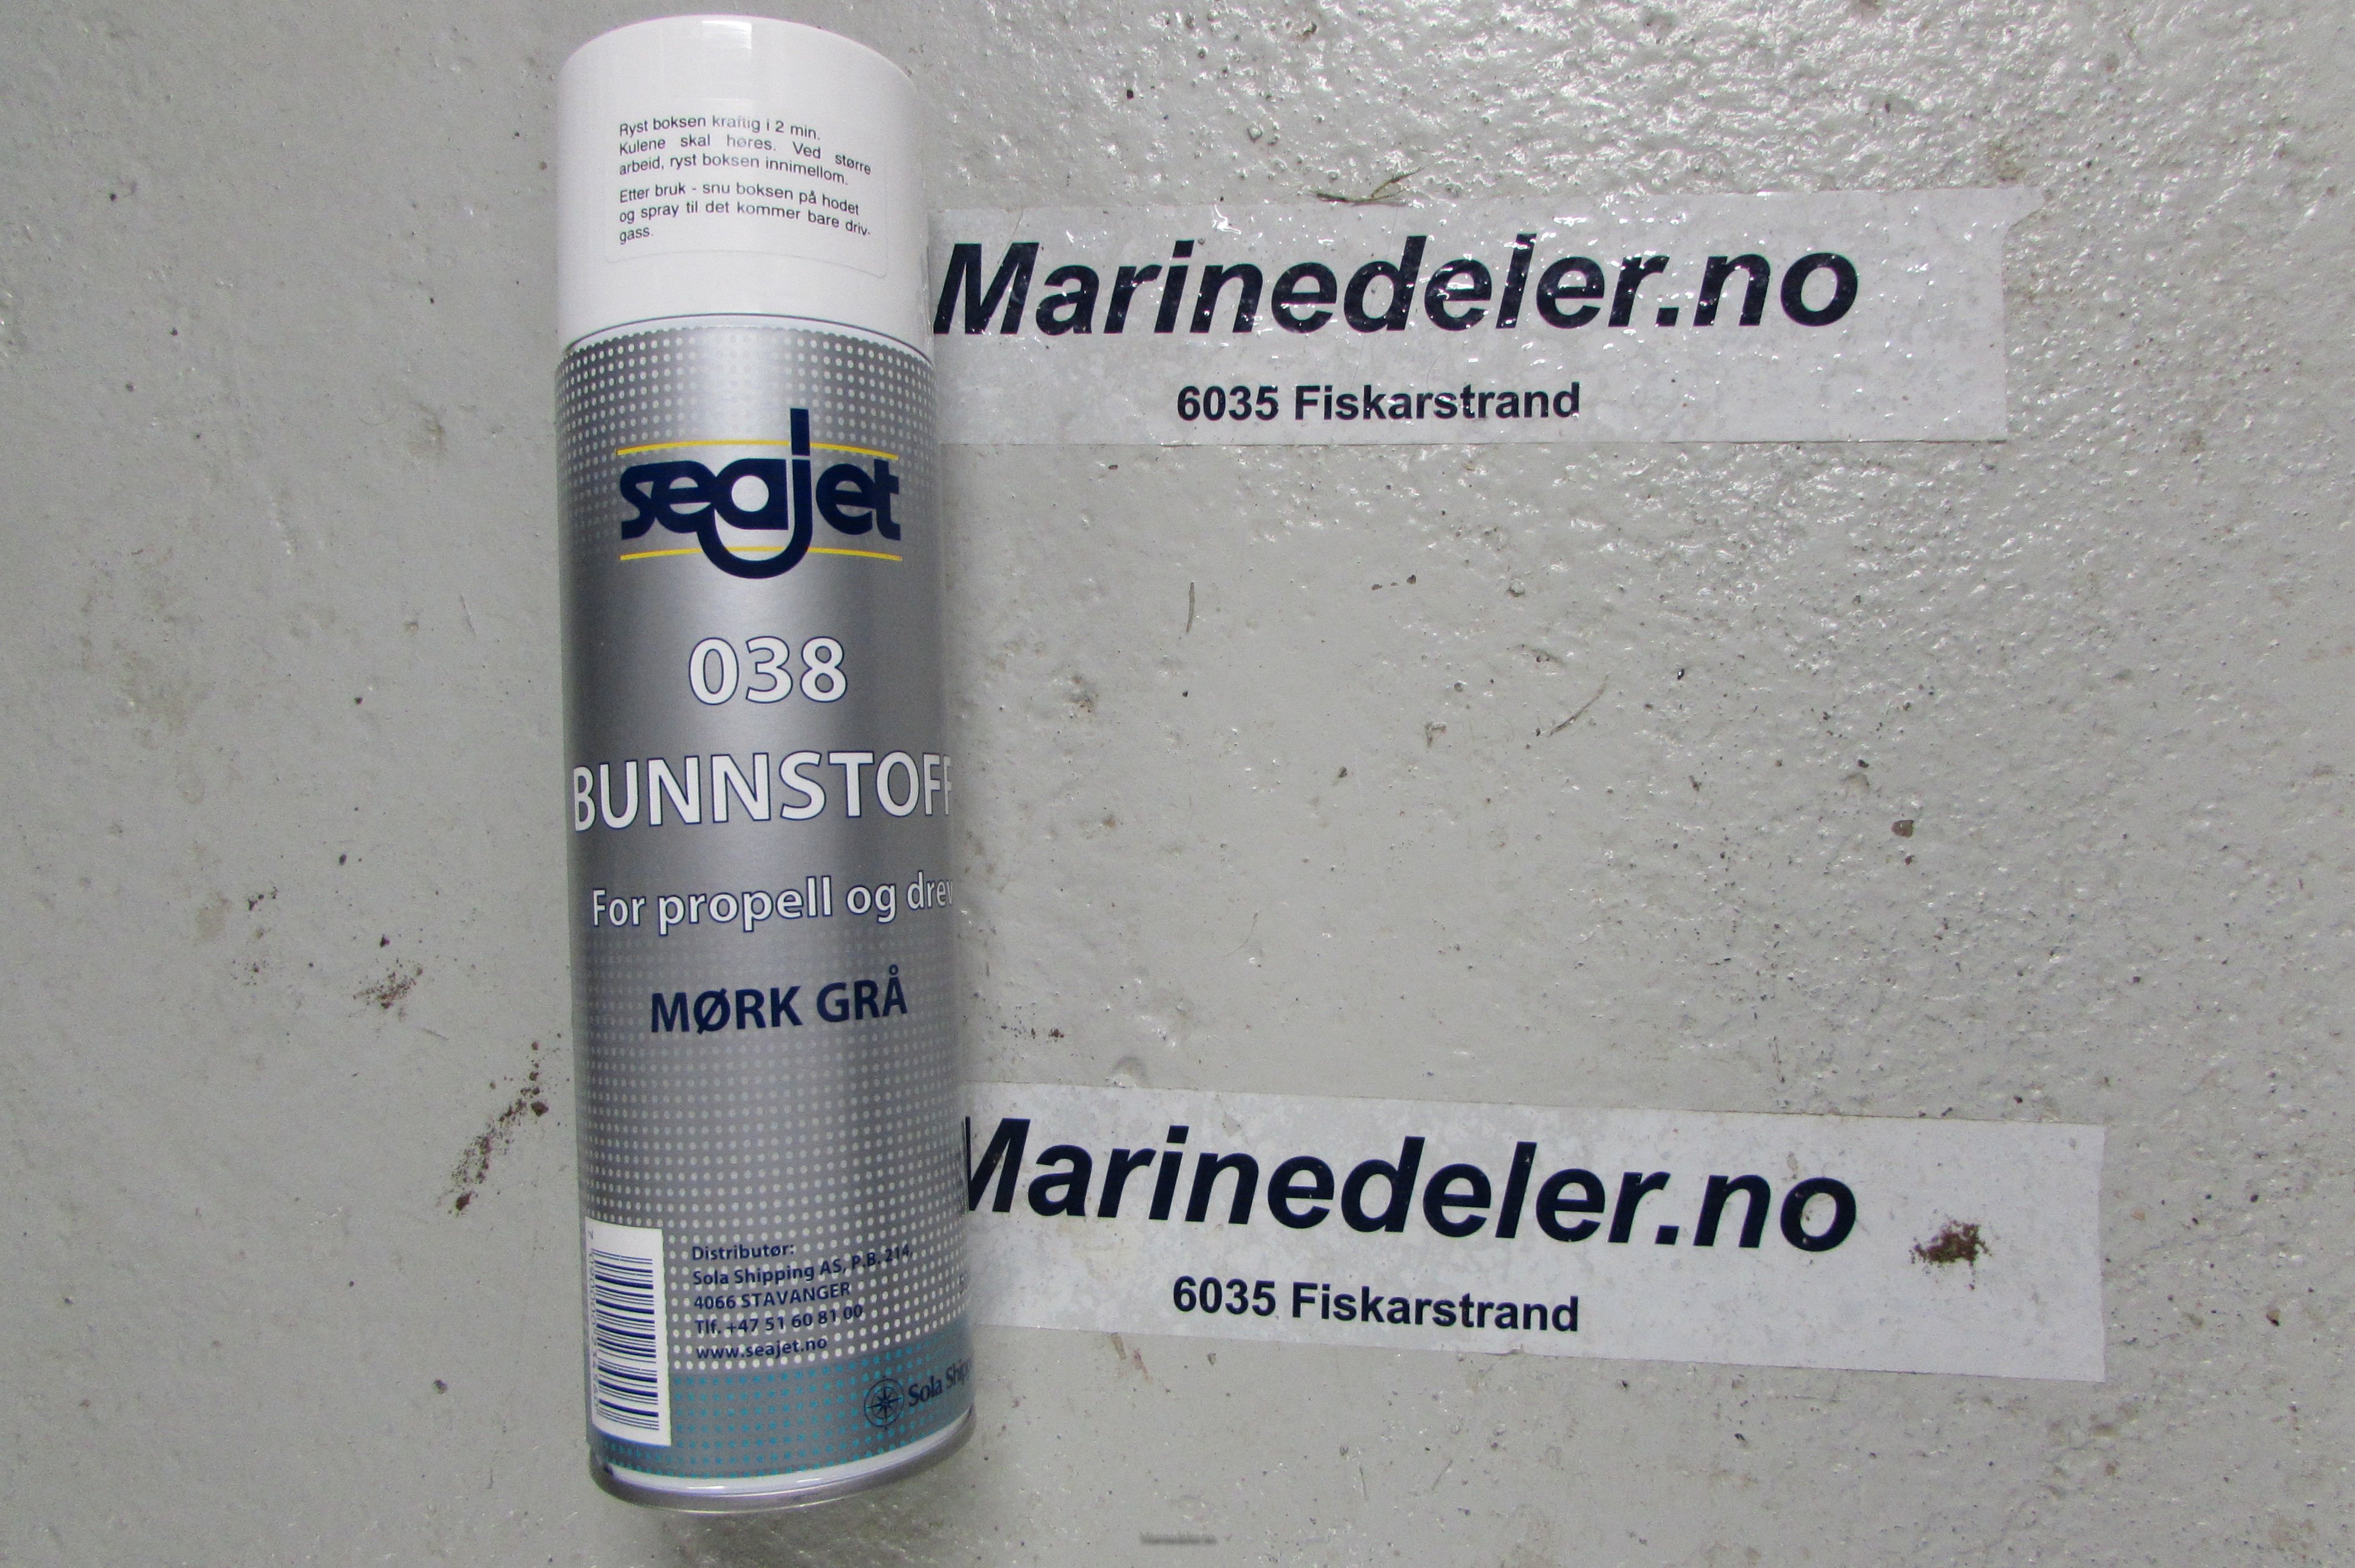 Ryst boksen kraftig i 2 min.
Kulene skal høres. Ved større
arbeid, ryst boksen innimellom.
Etter bruk - snu boksen på hodet
og spray til det kommer bare driv-
gass.
seajet
038
BUNNSTOFF
For propell og drev
MØRK GRÅ
Distributør:
Sola Shipping AS, P.B. 214,
4066 STAVANGER
Tlf. +47 51 60 81 00
www.seajet.no
Sola
Marinedeler.no
6035 Fiskarstrand
Marinedeler.no
6035 Fiskarstrand